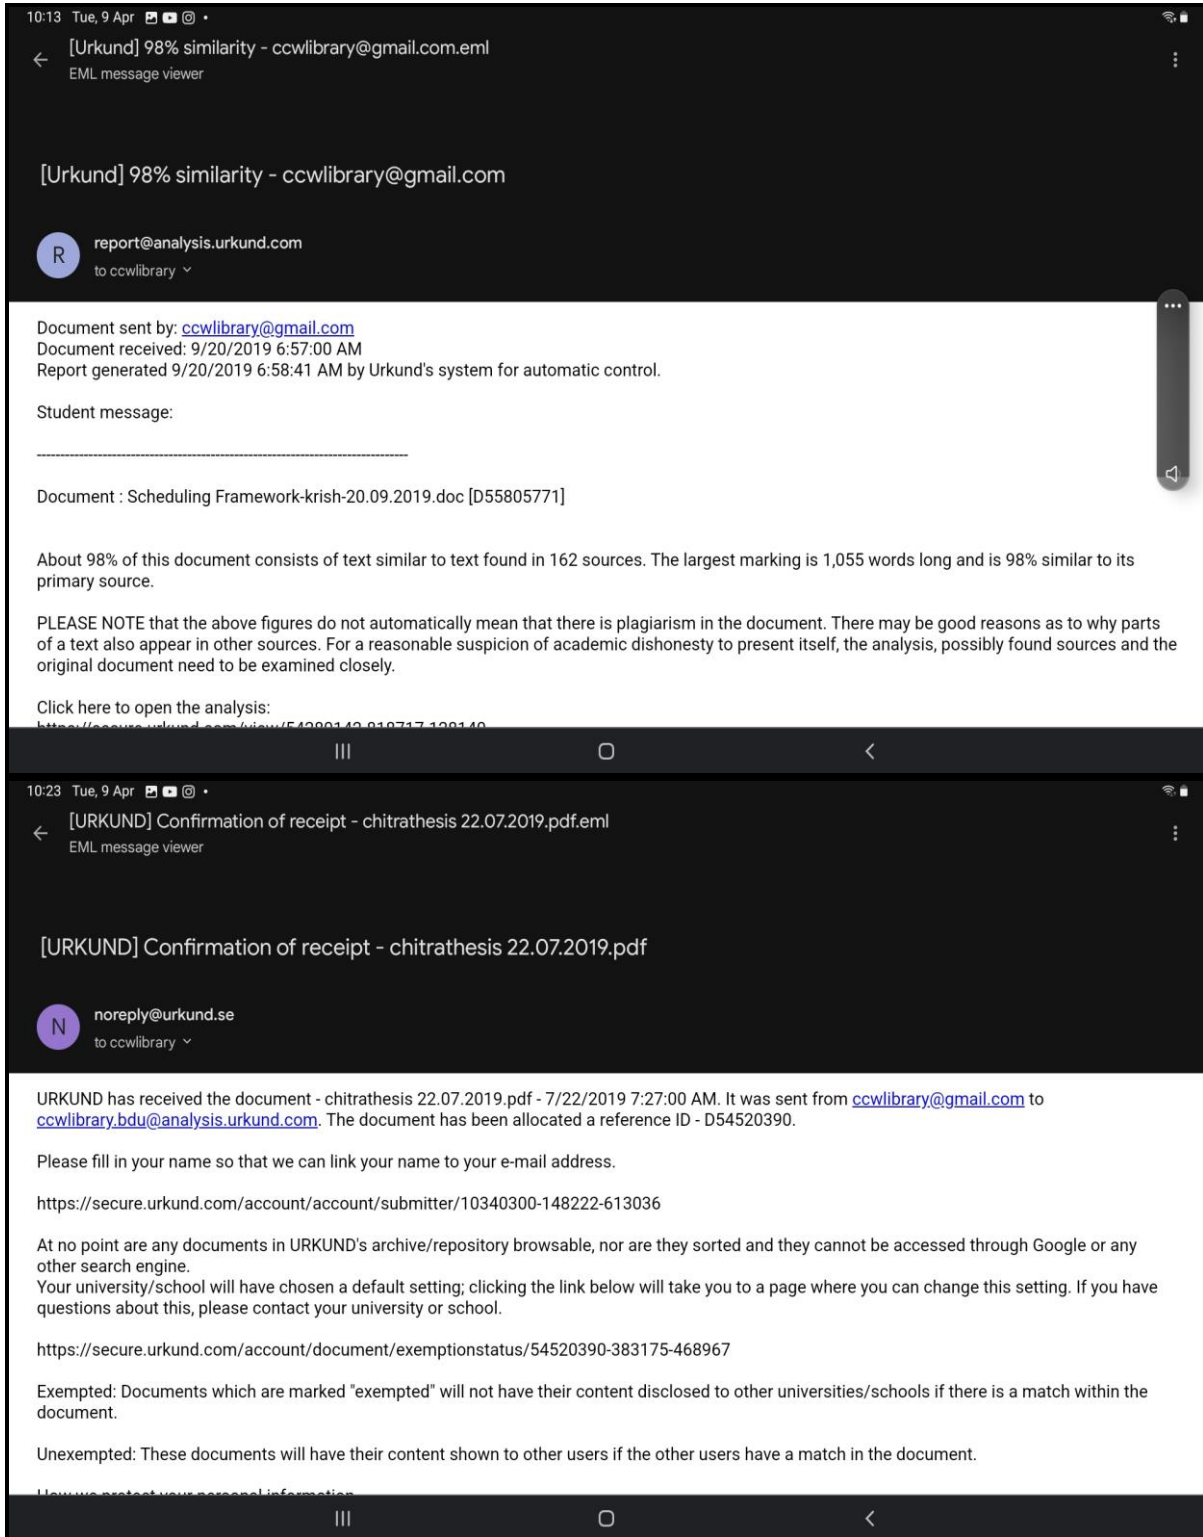 10:13 Tue, 9 Apr
[Urkund] 98% similarity - ccwlibrary@gmail.com.eml
EML message viewer
[Urkund] 98% similarity - ccwlibrary@gmail.com
R
report@analysis.urkund.com
to ccwlibrary
Document sent by: ccwlibrary@gmail.com
Document received: 9/20/2019 6:57:00 AM
Report generated 9/20/2019 6:58:41 AM by Urkund's system for automatic control.
Student message:
--------------------------------------------------------------------------------
Document : Scheduling Framework-krish-20.09.2019.doc [D55805771]
About 98% of this document consists of text similar to text found in 162 sources. The largest marking is 1,055 words long and is 98% similar to its
primary source.
PLEASE NOTE that the above figures do not automatically mean that there is plagiarism in the document. There may be good reasons as to why parts
of a text also appear in other sources. For a reasonable suspicion of academic dishonesty to present itself, the analysis, possibly found sources and the
original document need to be examined closely.
Click here to open the analysis:
10:23 Tue, 9 Apr
[URKUND] Confirmation of receipt - chitrathesis 22.07.2019.pdf.eml
EML message viewer
[URKUND] Confirmation of receipt - chitrathesis 22.07.2019.pdf
N
noreply@urkund.se
to ccwlibrary
URKUND has received the document - chitrathesis 22.07.2019.pdf - 7/22/2019 7:27:00 AM. It was sent from ccwlibrary@gmail.com to
ccwlibrary.bdu@analysis.urkund.com. The document has been allocated a reference ID - D54520390.
Please fill in your name so that we can link your name to your e-mail address.
https://secure.urkund.com/account/account/submitter/10340300-148222-613036
At no point are any documents in URKUND's archive/repository browsable, nor are they sorted and they cannot be accessed through Google or any
other search engine.
Your university/school will have chosen a default setting; clicking the link below will take you to a page where you can change this setting. If you have
questions about this, please contact your university or school.
https://secure.urkund.com/account/document/exemptionstatus/54520390-383175-468967
Exempted: Documents which are marked "exempted" will not have their content disclosed to other universities/schools if there is a match within the
document.
Unexempted: These documents will have their content shown to other users if the other users have a match in the document.
How we protect your personal information